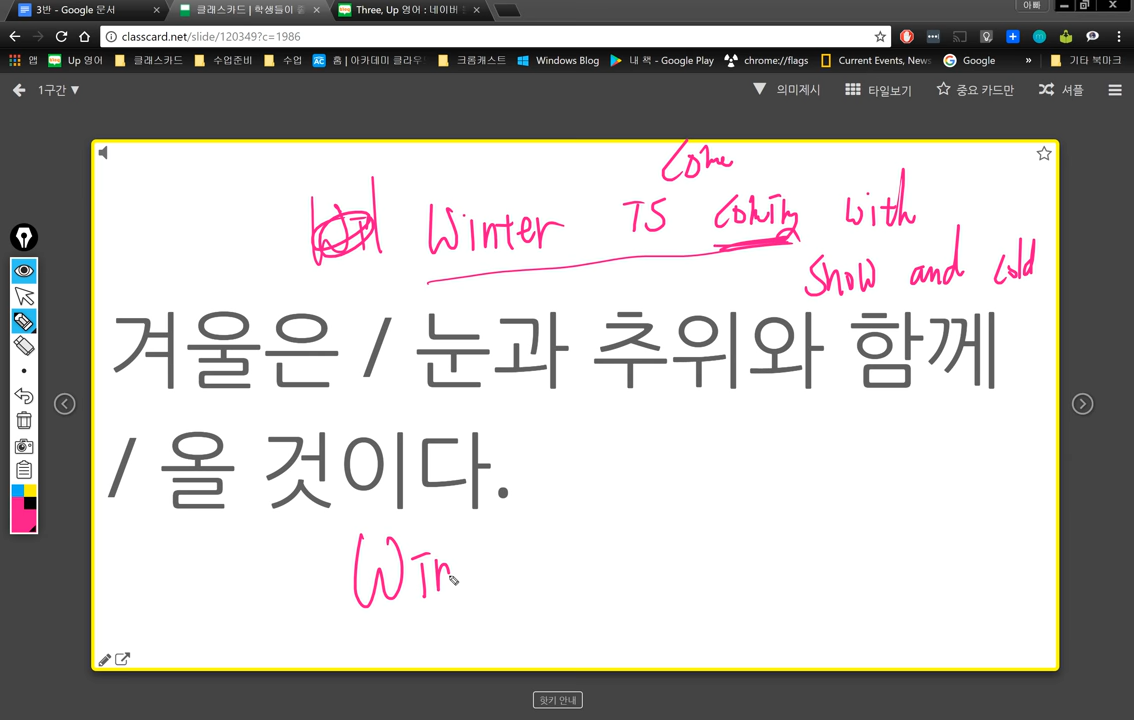 3반 - Google 문서
클래스카드 | 학생들이 좋
Three, Up 영어 : 네이버 블
아빠
classcard.net/slide/120349?c=1986
앱 Up 영어 클래스카드 수업준비 수업 홈 | 아카데미 클라우 크롬캐스트 Windows Blog 내 책 - Google Play chrome://flags Current Events, News Google » 기타 북마크
1구간 ▼ 의미제시 타일보기 중요 카드만 셔플
Come
Winter IS coming with
Snow and cold
겨울은 / 눈과 추위와 함께
/ 올 것이다.
Win
핫키 안내